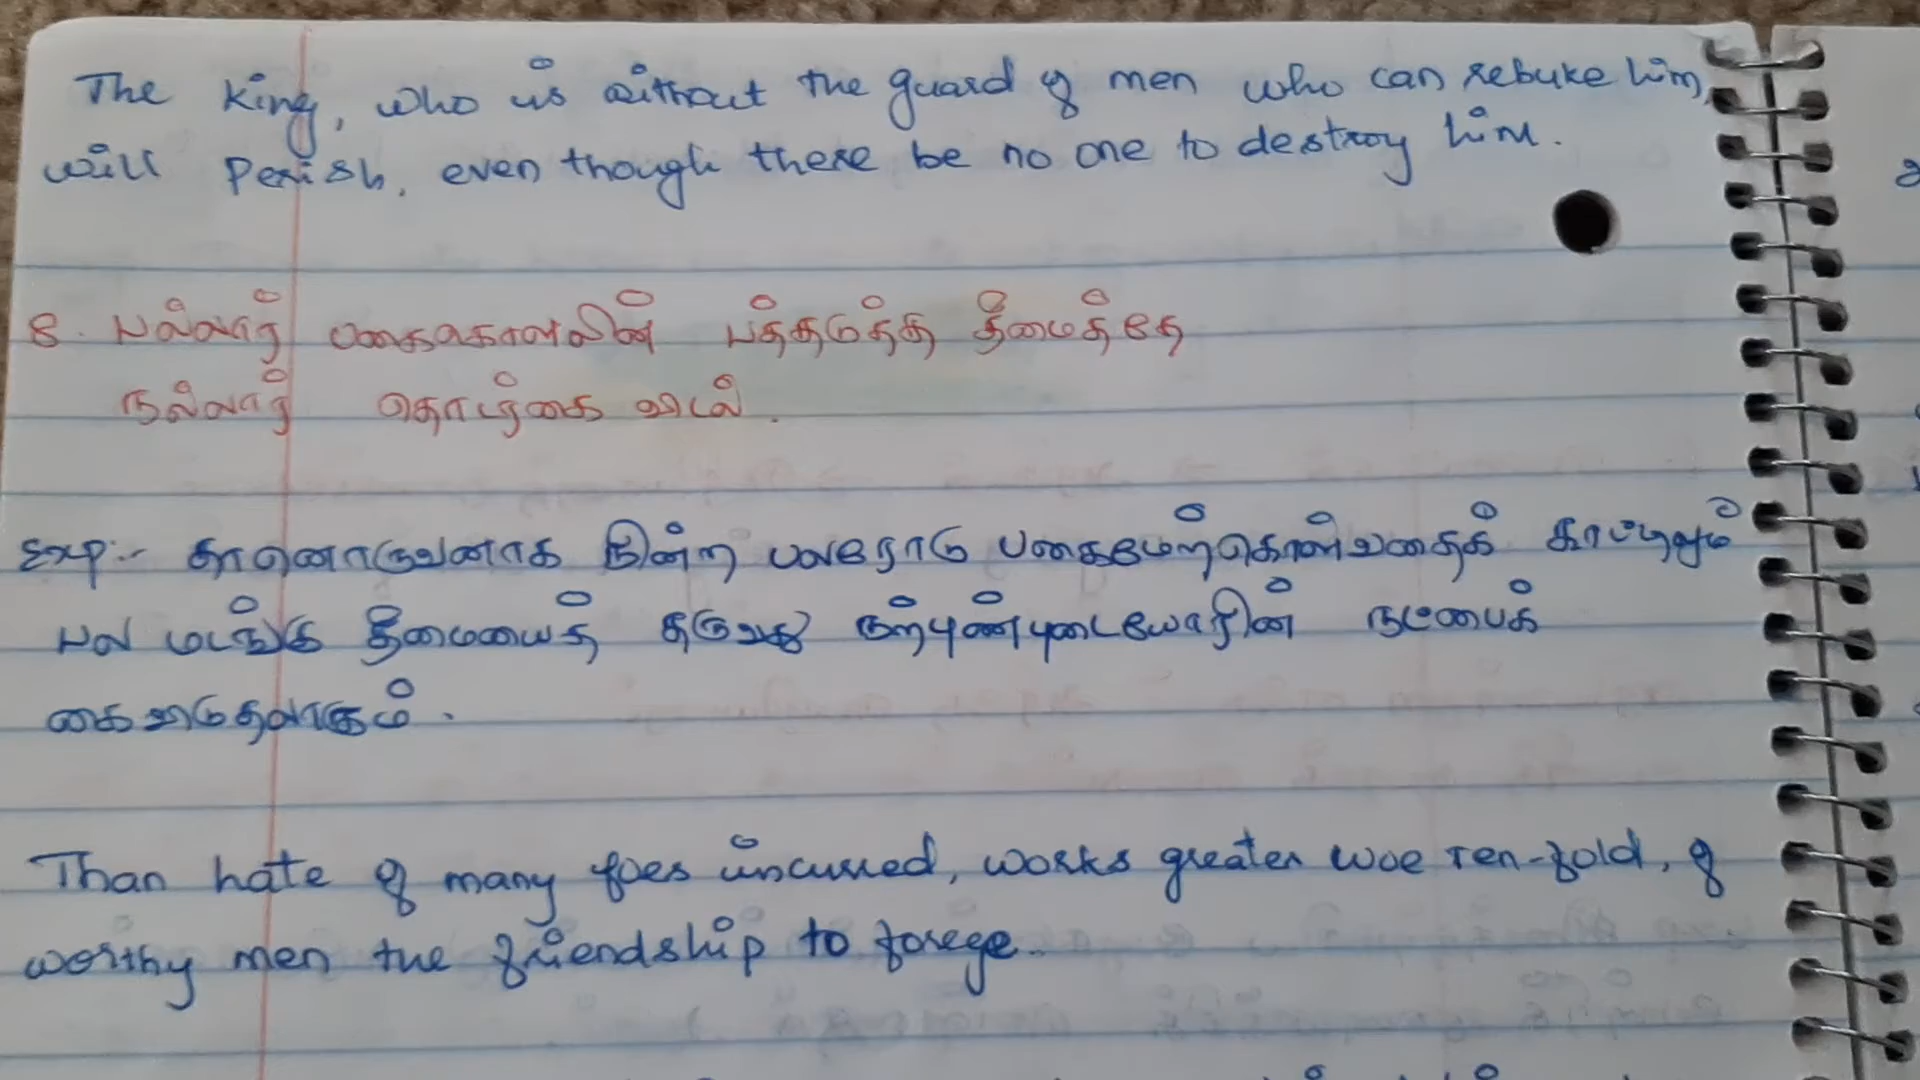 The King, who is without the guard of men who can rebuke him,
will Perish, even though there be no one to destroy him.
8. பல்லார் பகைகொளலின் பத்தடுத்த தீமைத்தே
நல்லார் தொடர்கை விடல்.
Exp:- தானொருவனாக நின்று பலரோடு பகைமேற்கொள்வதைக் காட்டிலும்
பல மடங்கு தீமையைத் தருவது நற்பண்புடையோரின் நட்பைக்
கைவிடுதலாகும்.
Than hate of many foes incurred, works greater woe Ten-fold, of
worthy men the friendship to forege.